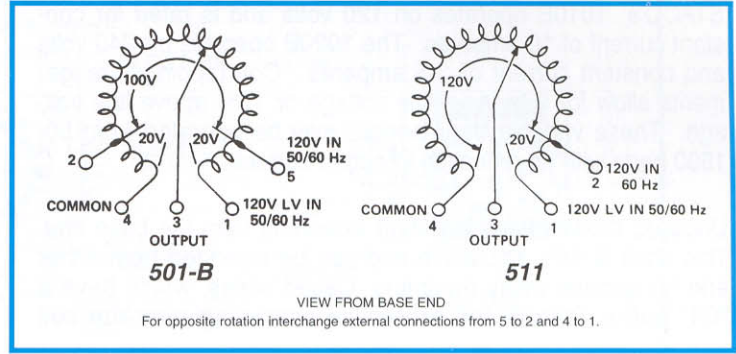 100V
20V
20V
2
120V IN
50/60 Hz
5
COMMON
4
3
120V LV IN
50/60 Hz
1
OUTPUT
501-B
120V
20V
120V IN
2
60 Hz
COMMON
4
3
120V LV IN 50/60 Hz
1
OUTPUT
511
VIEW FROM BASE END
For opposite rotation interchange external connections from 5 to 2 and 4 to 1.